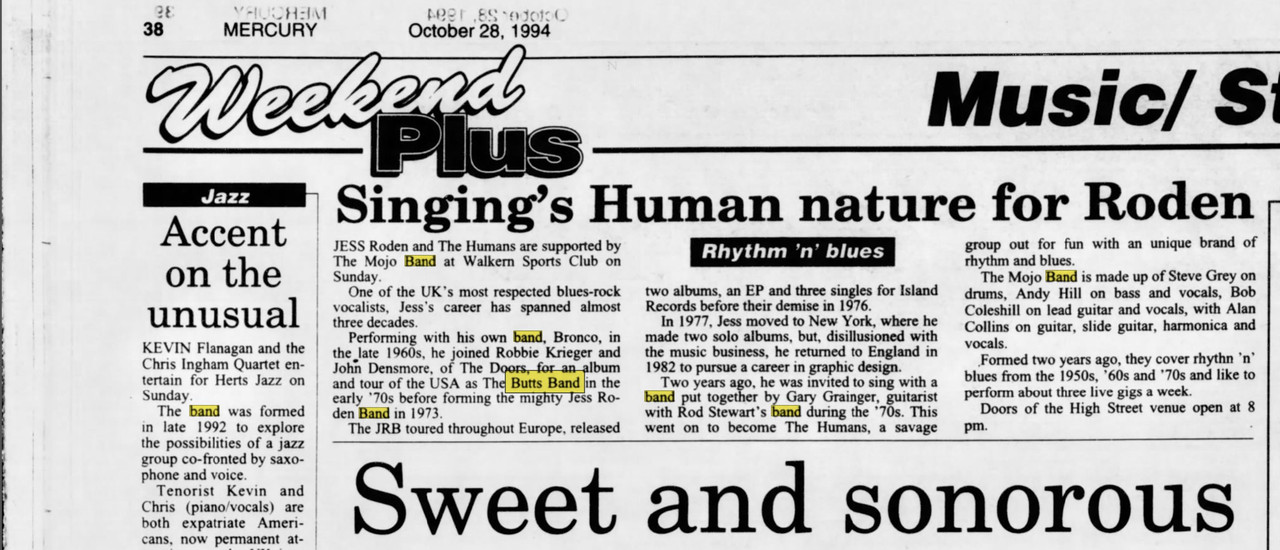 38 MERCURY October 28, 1994
Weekend
Plus
Music/ St
Jazz
Accent
on the
unusual
KEVIN Flanagan and the
Chris Ingham Quartet en-
tertain for Herts Jazz on
Sunday.
The band was formed
in late 1992 to explore
the possibilities of a jazz
group co-fronted by saxo-
phone and voice.
Tenorist Kevin and
Chris (piano/vocals) are
both expatriate Ameri-
cans, now permanent at-
Singing's Human nature for Roden
JESS Roden and The Humans are supported by
The Mojo Band at Walkern Sports Club on
Sunday.
One of the UK's most respected blues-rock
vocalists, Jess's career has spanned almost
three decades.
Performing with his own band, Bronco, in
the late 1960s, he joined Robbie Krieger and
John Densmore, of The Doors, for an album
and tour of the USA as The Butts Band in the
early '70s before forming the mighty Jess Ro-
den Band in 1973.
The JRB toured throughout Europe, released
Rhythm 'n' blues
two albums, an EP and three singles for Island
Records before their demise in 1976.
In 1977, Jess moved to New York, where he
made two solo albums, but, disillusioned with
the music business, he returned to England in
1982 to pursue a career in graphic design.
Two years ago, he was invited to sing with a
band put together by Gary Grainger, guitarist
with Rod Stewart's band during the '70s. This
went on to become The Humans, a savage
group out for fun with an unique brand of
rhythm and blues.
The Mojo Band is made up of Steve Grey on
drums, Andy Hill on bass and vocals, Bob
Coleshill on lead guitar and vocals, with Alan
Collins on guitar, slide guitar, harmonica and
vocals.
Formed two years ago, they cover rhythn 'n'
blues from the 1950s, '60s and '70s and like to
perform about three live gigs a week.
Doors of the High Street venue open at 8
pm.
Sweet and sonorous